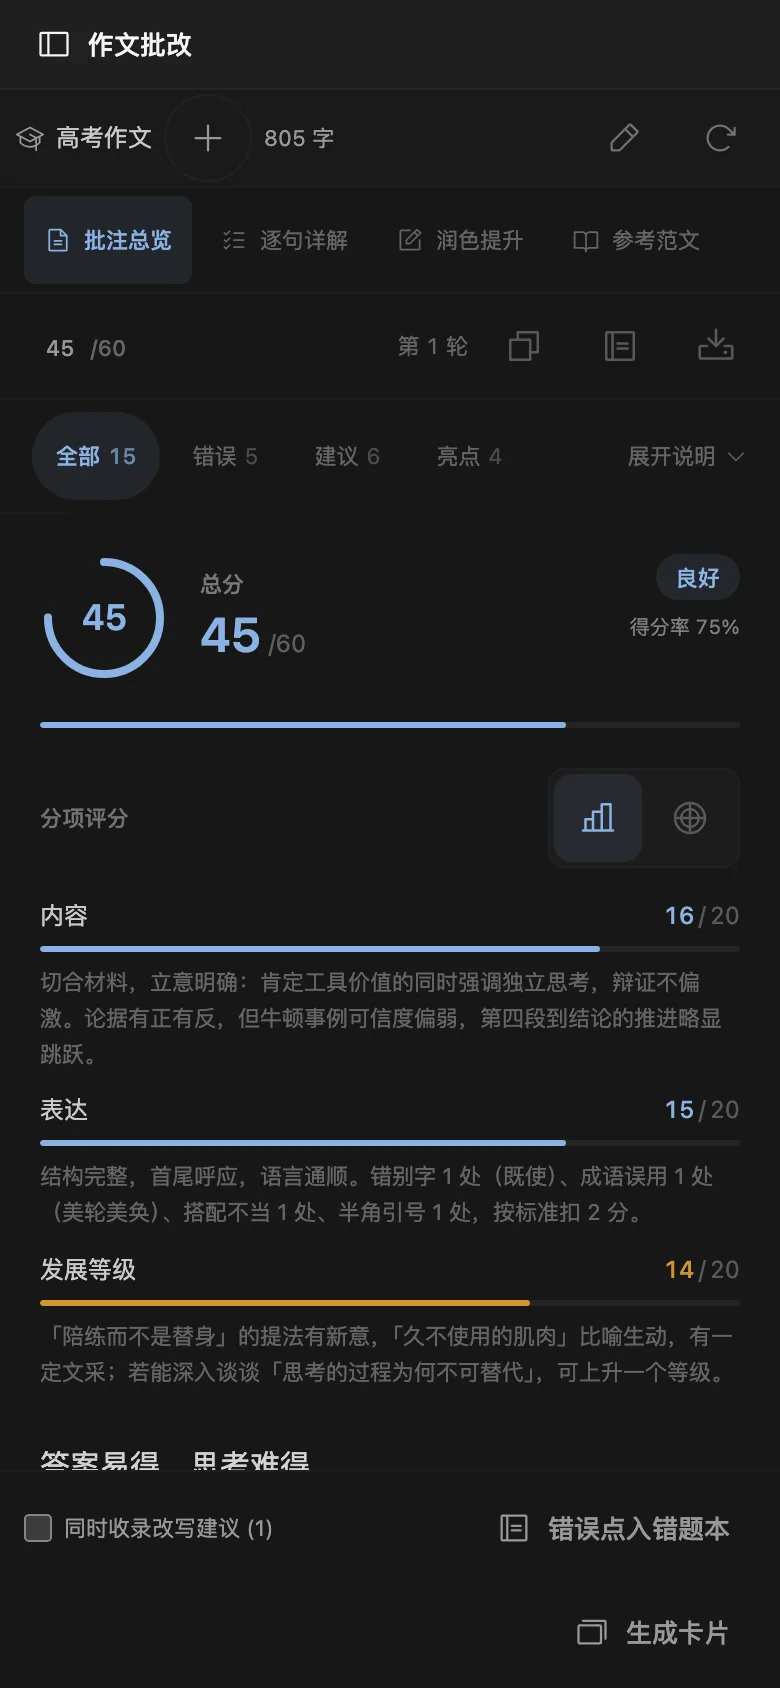 作文批改
高考作文
805 字
批注总览
逐句详解
润色提升
参考范文
45 /60
第 1 轮
全部 15
错误 5
建议 6
亮点 4
展开说明
45
总分
45 /60
良好
得分率 75%
分项评分
内容
16/20
切合材料，立意明确：肯定工具价值的同时强调独立思考，辩证不偏
激。论据有正有反，但牛顿事例可信度偏弱，第四段到结论的推进略显
跳跃。
表达
15/20
结构完整，首尾呼应，语言通顺。错别字 1 处（既使）、成语误用 1 处
（美轮美奂）、搭配不当 1 处、半角引号 1 处，按标准扣 2 分。
发展等级
14/20
「陪练而不是替身」的提法有新意，「久不使用的肌肉」比喻生动，有一
定文采；若能深入谈谈「思考的过程为何不可替代」，可上升一个等级。
答案易得 思考难得
同时收录改写建议 (1)
错误点入错题本
生成卡片